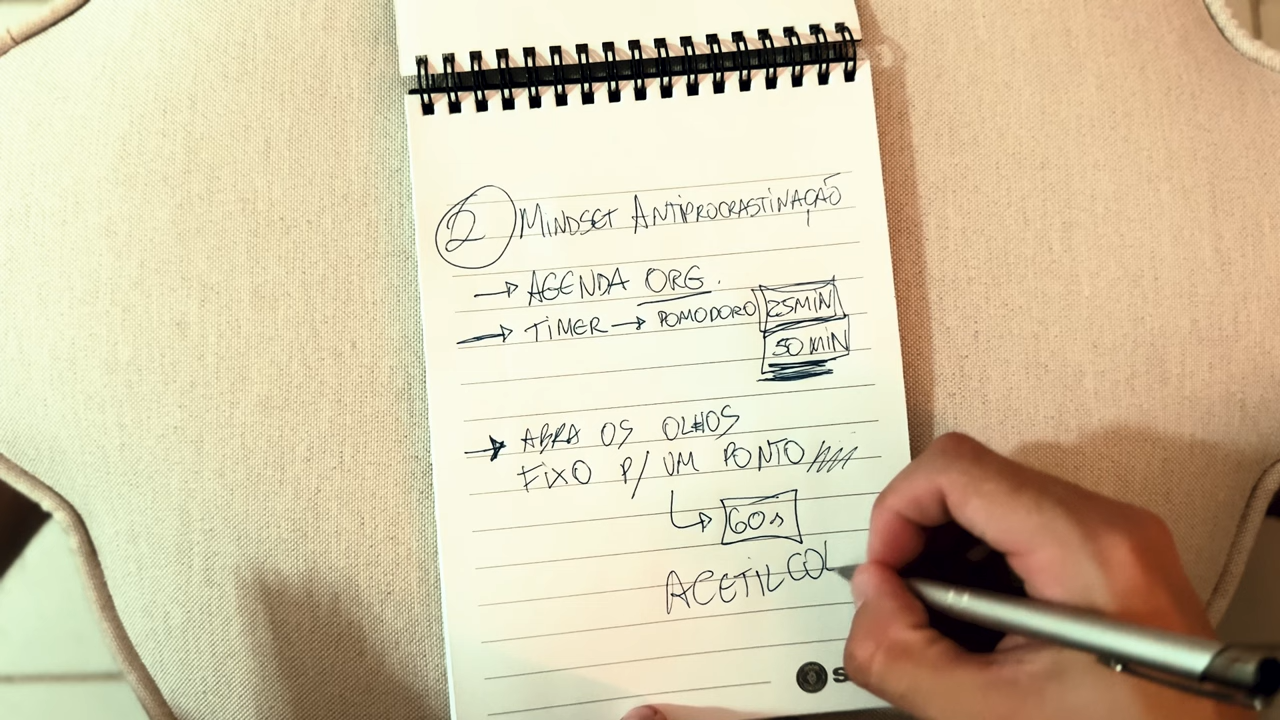 2 MINDSET ANTIPROCRASTINAÇÃO
→ AGENDA ORG.
→ TIMER → POMODORO 25MIN
50 MIN
→ ABRA OS OLHOS
FIXO P/ UM PONTO
↳ 60s
ACETILCOL
S